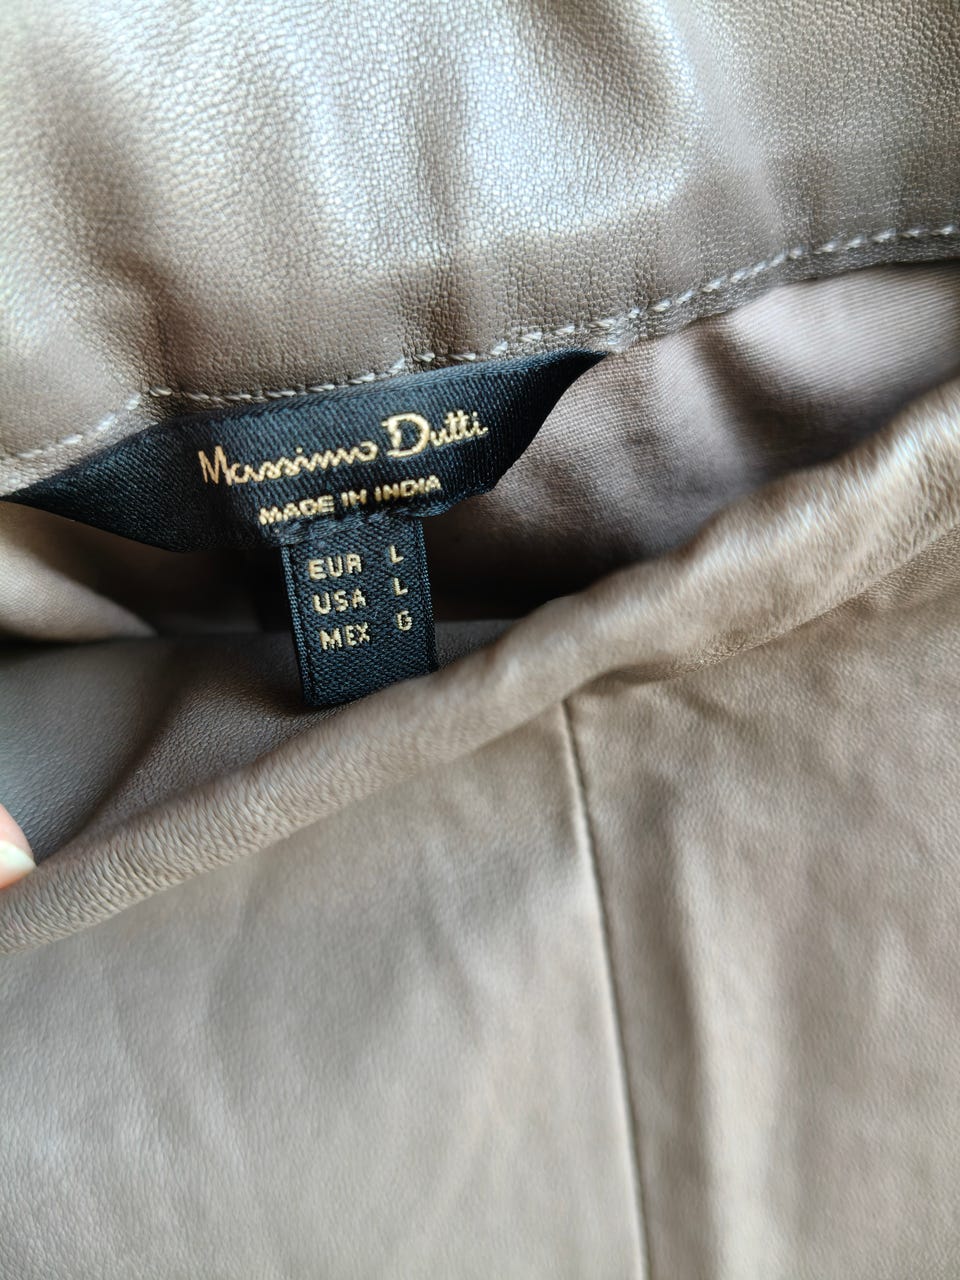 Massimo Dutti
MADE IN INDIA
EUR L
USA L
MEX G